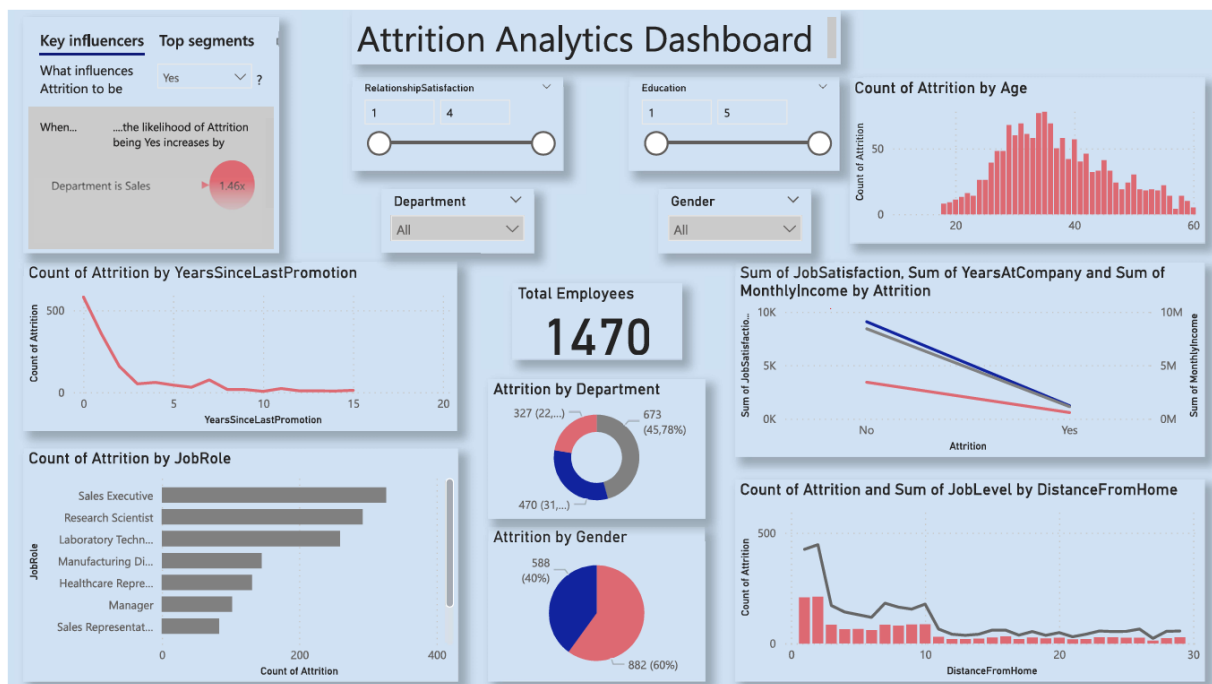 Key influencers Top segments
What influences
Attrition to be
Yes
?
When...
....the likelihood of Attrition
being Yes increases by
Department is Sales
1.46x
Attrition Analytics Dashboard
RelationshipSatisfaction
1 4
Education
1 5
Department
All
Gender
All
Count of Attrition by Age
Count of Attrition
50
0
20 40 60
Count of Attrition by YearsSinceLastPromotion
Count of Attrition
500
0
0 5 10 15 20
YearsSinceLastPromotion
Total Employees
1470
Sum of JobSatisfaction, Sum of YearsAtCompany and Sum of
MonthlyIncome by Attrition
Sum of JobSatisfactio...
10K
5K
0K
10M
5M
0M
Sum of MonthlyIncome
No Yes
Attrition
Attrition by Department
327 (22,...)
673
(45,78%)
470 (31,...)
Count of Attrition by JobRole
JobRole
Sales Executive
Research Scientist
Laboratory Techn...
Manufacturing Di...
Healthcare Repre...
Manager
Sales Representat...
0 200 400
Count of Attrition
Attrition by Gender
588
(40%)
882 (60%)
Count of Attrition and Sum of JobLevel by DistanceFromHome
Count of Attrition
500
0
0 10 20 30
DistanceFromHome